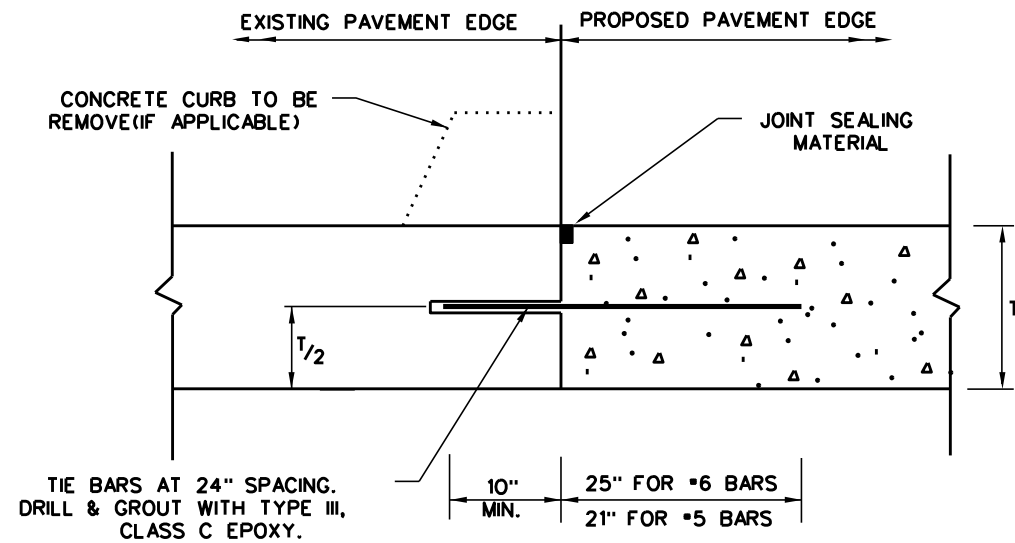 EXISTING PAVEMENT EDGE
PROPOSED PAVEMENT EDGE
CONCRETE CURB TO BE
REMOVE(IF APPLICABLE)
JOINT SEALING
MATERIAL
T
T/2
TIE BARS AT 24" SPACING.
DRILL & GROUT WITH TYPE III,
CLASS C EPOXY.
10"
MIN.
25" FOR #6 BARS
21" FOR #5 BARS